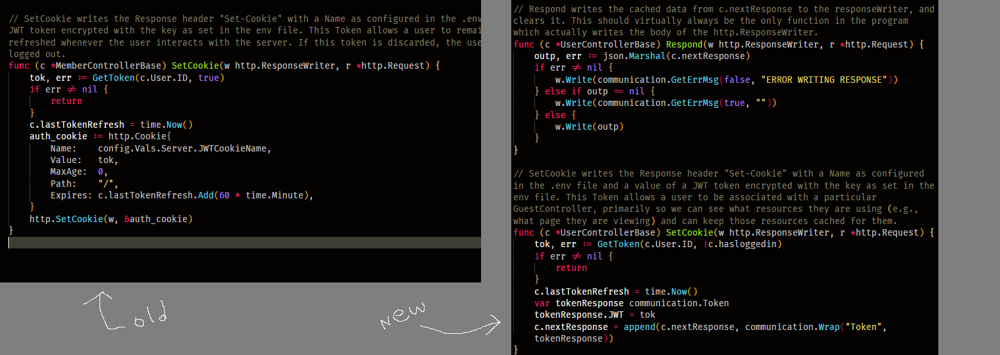 // SetCookie writes the Response header "Set-Cookie" with a Name as configured in the .env
JWT token encrypted with the key as set in the env file. This Token allows a user to remai
refreshed whenever the user interacts with the server. If this token is discarded, the use
logged out.
func (c *MemberControllerBase) SetCookie(w http.ResponseWriter, r *http.Request) {
    tok, err := GetToken(c.User.ID, true)
    if err ≠ nil {
        return
    }
    c.lastTokenRefresh = time.Now()
    auth_cookie := http.Cookie{
        Name:    config.Vals.Server.JWTCookieName,
        Value:   tok,
        MaxAge:  0,
        Path:    "/",
        Expires: c.lastTokenRefresh.Add(60 * time.Minute),
    }
    http.SetCookie(w, &auth_cookie)
}
old
// Respond writes the cached data from c.nextResponse to the responseWriter, and
clears it. This should virtually always be the only function in the program
which actually writes the body of the http.ResponseWriter.
func (c *UserControllerBase) Respond(w http.ResponseWriter, r *http.Request) {
    outp, err := json.Marshal(c.nextResponse)
    if err ≠ nil {
        w.Write(communication.GetErrMsg(false, "ERROR WRITING RESPONSE"))
    } else if outp == nil {
        w.Write(communication.GetErrMsg(true, ""))
    } else {
        w.Write(outp)
    }
}
// SetCookie writes the Response header "Set-Cookie" with a Name as configured
in the .env file and a value of a JWT token encrypted with the key as set in the
env file. This Token allows a user to be associated with a particular
GuestController, primarily so we can see what resources they are using (e.g.,
what page they are viewing) and can keep those resources cached for them.
func (c *UserControllerBase) SetCookie(w http.ResponseWriter, r *http.Request) {
    tok, err := GetToken(c.User.ID, !c.hasloggedin)
    if err ≠ nil {
        return
    }
    c.lastTokenRefresh = time.Now()
    var tokenResponse communication.Token
    tokenResponse.JWT = tok
    c.nextResponse = append(c.nextResponse, communication.Wrap("Token",
    tokenResponse))
}
New